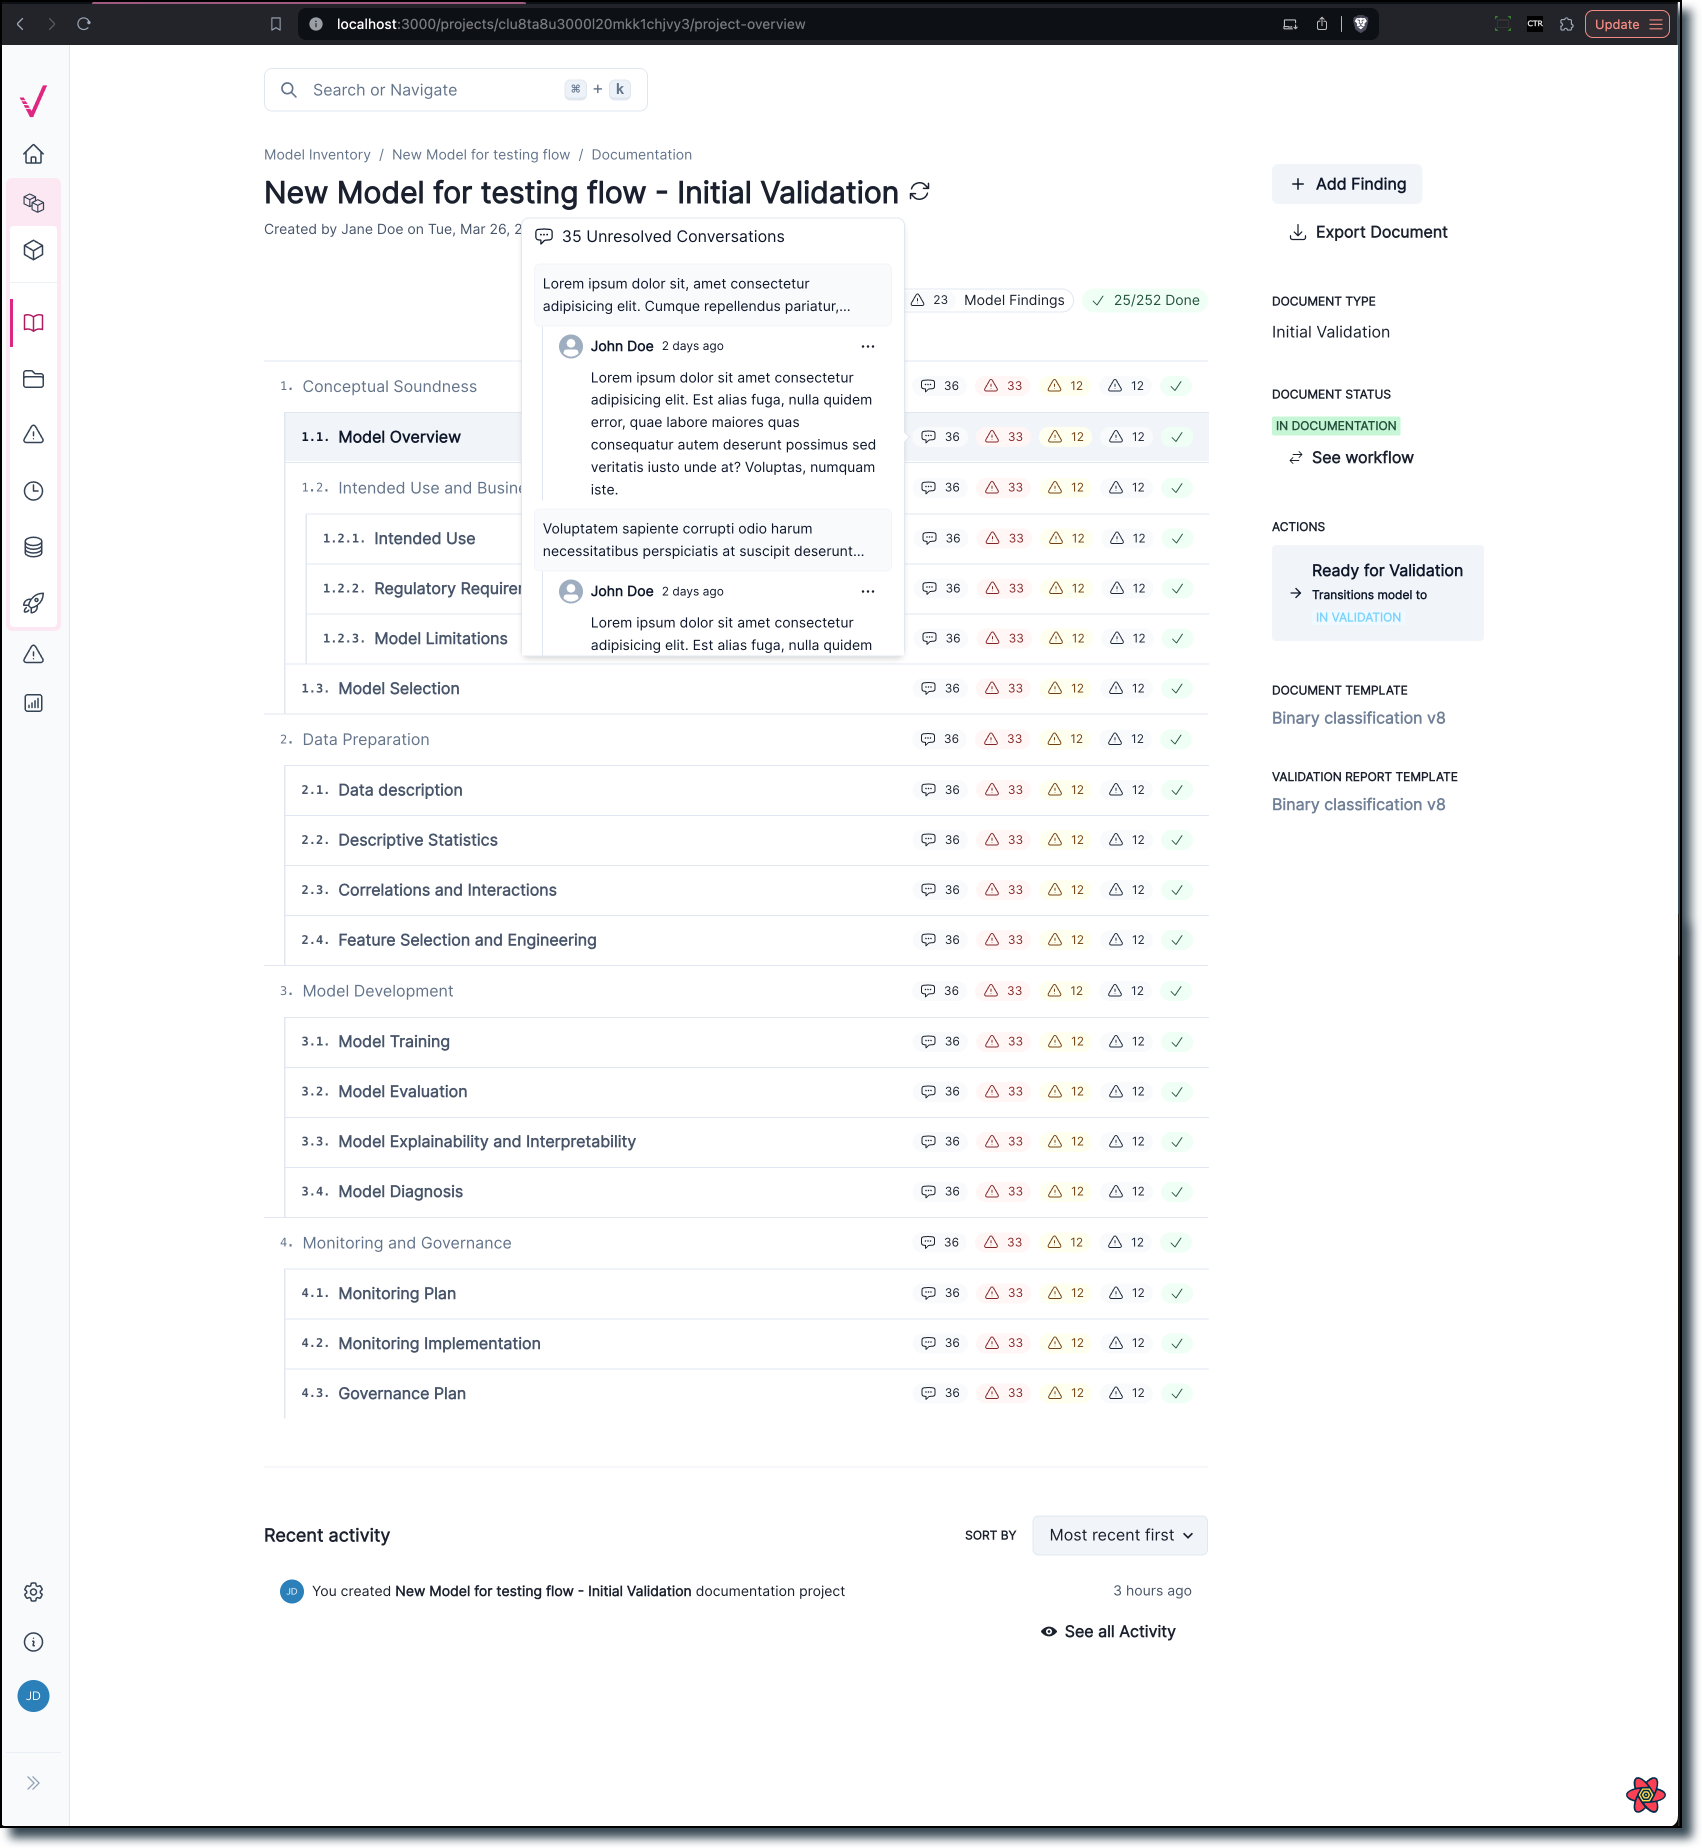 localhost:3000/projects/clu8ta8u3000l20mkk1chjvy3/project-overview
CTR
Update
Search or Navigate
⌘ + k
Model Inventory / New Model for testing flow / Documentation
New Model for testing flow - Initial Validation
Created by Jane Doe on Tue, Mar 26, 2
35 Unresolved Conversations
Lorem ipsum dolor sit, amet consectetur
adipisicing elit. Cumque repellendus pariatur,...
John Doe 2 days ago
Lorem ipsum dolor sit amet consectetur
adipisicing elit. Est alias fuga, nulla quidem
error, quae labore maiores quas
consequatur autem deserunt possimus sed
veritatis iusto unde at? Voluptas, numquam
iste.
Voluptatem sapiente corrupti odio harum
necessitatibus perspiciatis at suscipit deserunt...
John Doe 2 days ago
Lorem ipsum dolor sit amet consectetur
adipisicing elit. Est alias fuga, nulla quidem
23 Model Findings
25/252 Done
1. Conceptual Soundness 36 33 12 12
1.1. Model Overview 36 33 12 12
1.2. Intended Use and Busine 36 33 12 12
1.2.1. Intended Use 36 33 12 12
1.2.2. Regulatory Requirer 36 33 12 12
1.2.3. Model Limitations 36 33 12 12
1.3. Model Selection 36 33 12 12
2. Data Preparation 36 33 12 12
2.1. Data description 36 33 12 12
2.2. Descriptive Statistics 36 33 12 12
2.3. Correlations and Interactions 36 33 12 12
2.4. Feature Selection and Engineering 36 33 12 12
3. Model Development 36 33 12 12
3.1. Model Training 36 33 12 12
3.2. Model Evaluation 36 33 12 12
3.3. Model Explainability and Interpretability 36 33 12 12
3.4. Model Diagnosis 36 33 12 12
4. Monitoring and Governance 36 33 12 12
4.1. Monitoring Plan 36 33 12 12
4.2. Monitoring Implementation 36 33 12 12
4.3. Governance Plan 36 33 12 12
Recent activity
SORT BY
Most recent first
JD You created New Model for testing flow - Initial Validation documentation project 3 hours ago
See all Activity
Add Finding
Export Document
DOCUMENT TYPE
Initial Validation
DOCUMENT STATUS
IN DOCUMENTATION
See workflow
ACTIONS
Ready for Validation
Transitions model to
IN VALIDATION
DOCUMENT TEMPLATE
Binary classification v8
VALIDATION REPORT TEMPLATE
Binary classification v8
JD